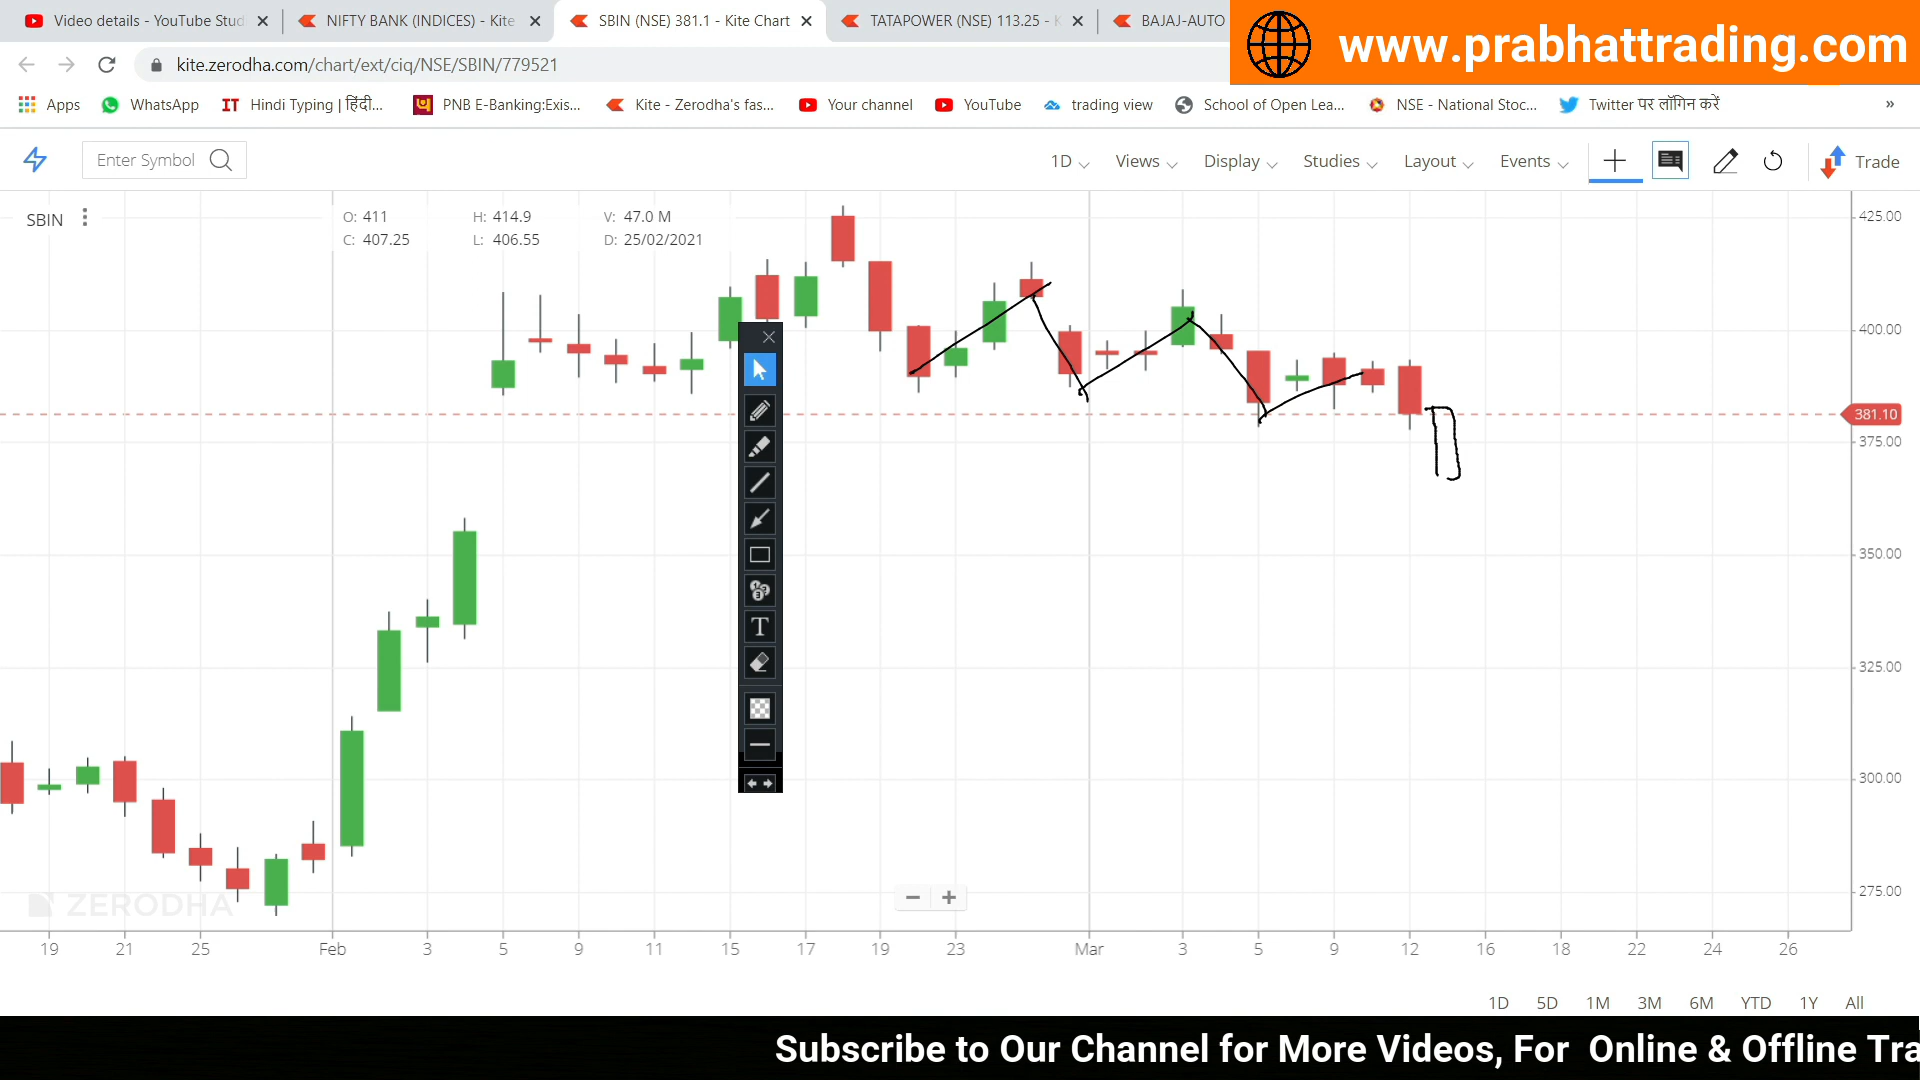 Video details - YouTube Stud
NIFTY BANK (INDICES) - Kite
SBIN (NSE) 381.1 - Kite Chart
TATAPOWER (NSE) 113.25 -
BAJAJ-AUTO
www.prabhattrading.com
kite.zerodha.com/chart/ext/ciq/NSE/SBIN/779521
Apps
WhatsApp
IT Hindi Typing | हिंदी...
PNB E-Banking:Exis...
Kite - Zerodha's fas...
Your channel
YouTube
trading view
School of Open Lea...
NSE - National Stoc...
Twitter पर लॉगिन करें
»
Enter Symbol
1D
Views
Display
Studies
Layout
Events
Trade
SBIN
O: 411 H: 414.9 V: 47.0 M
C: 407.25 L: 406.55 D: 25/02/2021
425.00
400.00
381.10
375.00
350.00
325.00
300.00
275.00
T
ZERODHA
19 21 25 Feb 3 5 9 11 15 17 19 23 Mar 3 5 9 12 16 18 22 24 26
1D 5D 1M 3M 6M YTD 1Y All
Subscribe to Our Channel for More Videos, For Online & Offline Tra